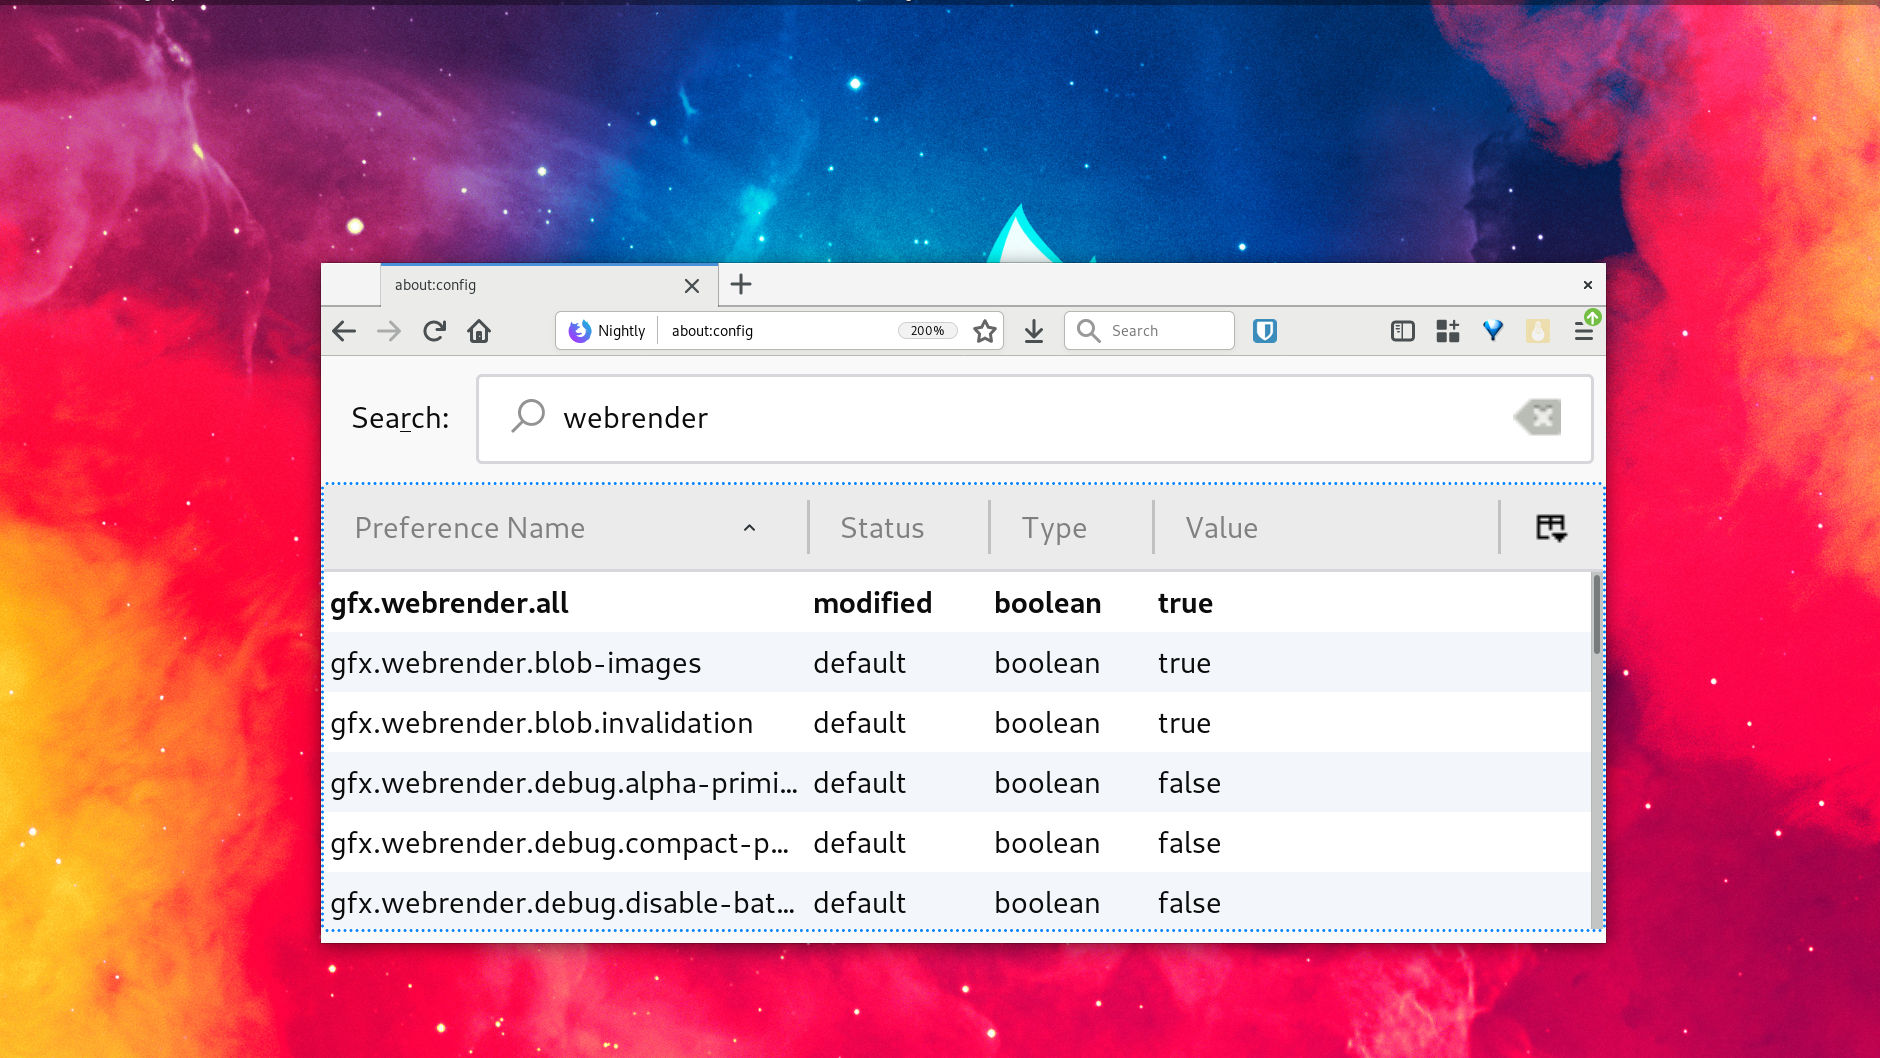 about:config
Nightly about:config 200% Search
Search: webrender
Preference Name Status Type Value
gfx.webrender.all modified boolean true
gfx.webrender.blob-images default boolean true
gfx.webrender.blob.invalidation default boolean true
gfx.webrender.debug.alpha-primi... default boolean false
gfx.webrender.debug.compact-p... default boolean false
gfx.webrender.debug.disable-bat... default boolean false